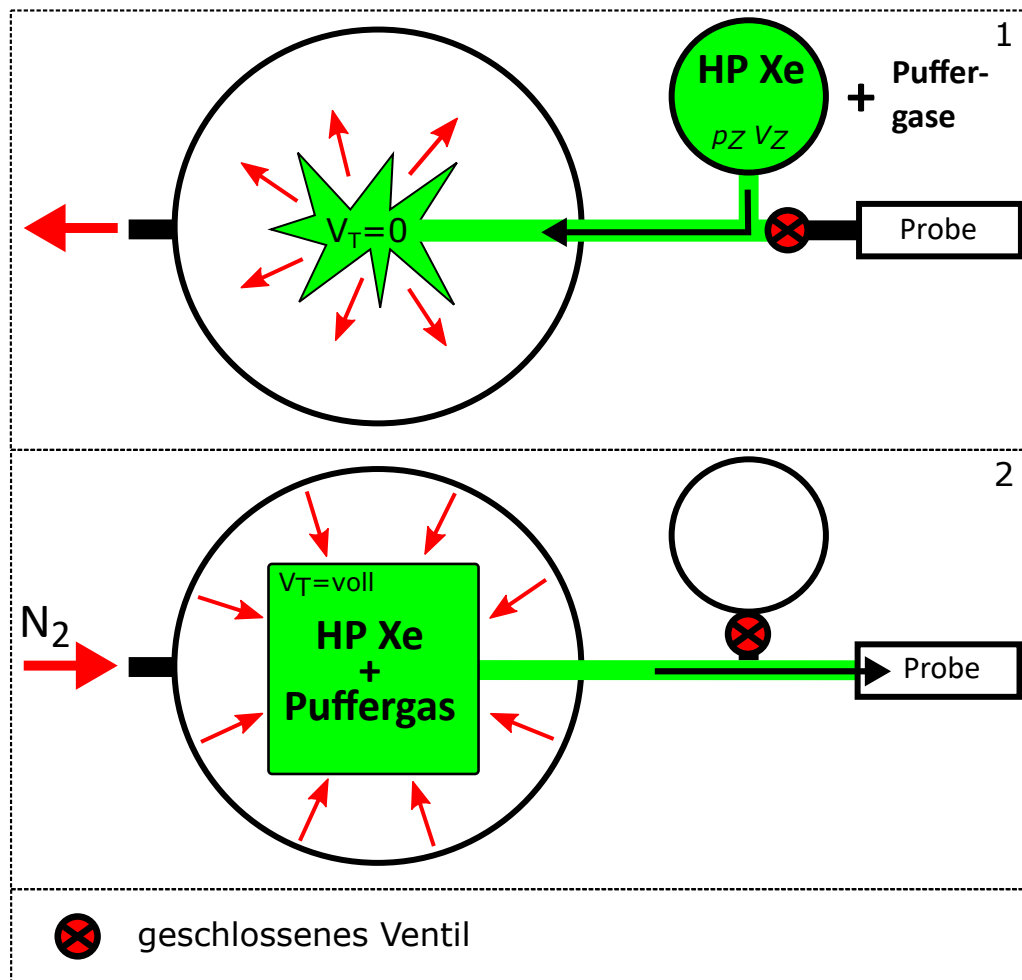 1
HP Xe
pZ VZ
+
Puffer-
gase
VT=0
Probe
2
VT=voll
HP Xe
+
Puffergas
N2
Probe
geschlossenes Ventil